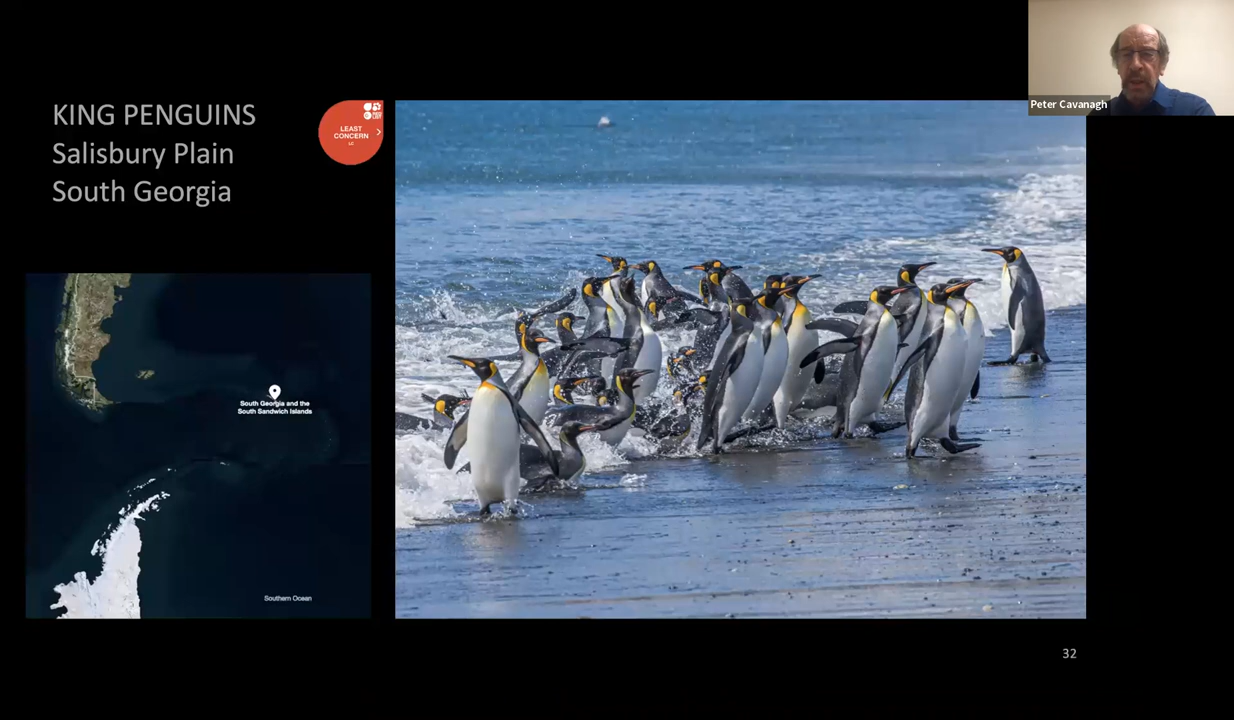 KING PENGUINS
Salisbury Plain
South Georgia
LEAST
CONCERN
LC
Peter Cavanagh
South Georgia and the
South Sandwich Islands
Southern Ocean
32